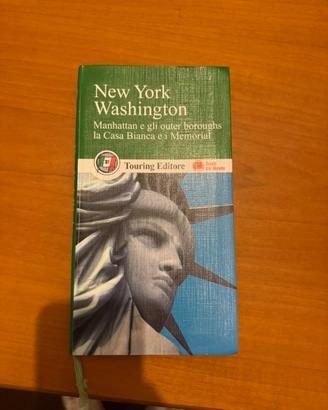 New York
Washington
Manhattan e gli outer boroughs
la Casa Bianca e i Memorial
Touring Editore